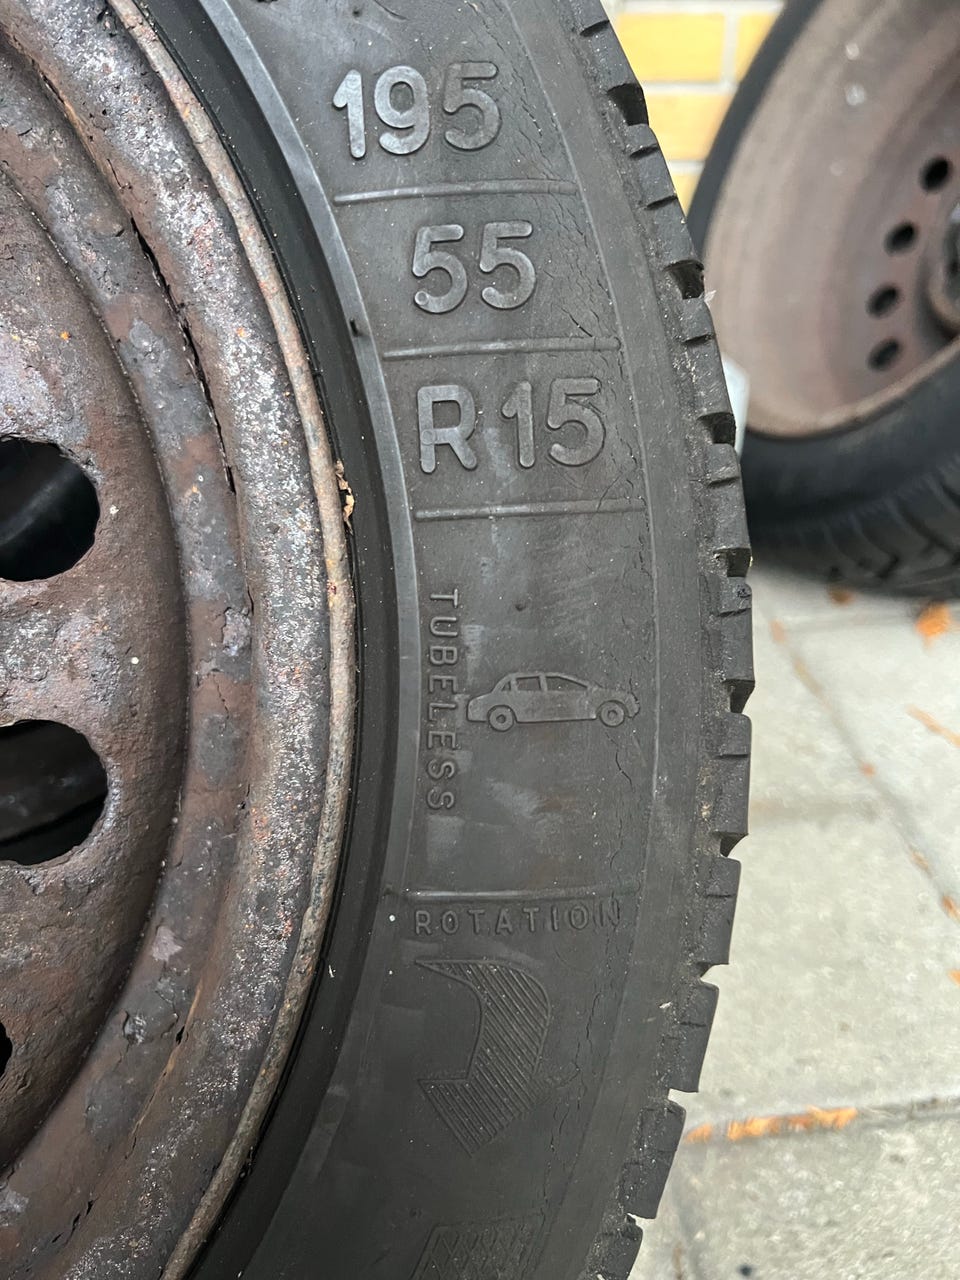 195
55
R15
TUBELESS
ROTATION